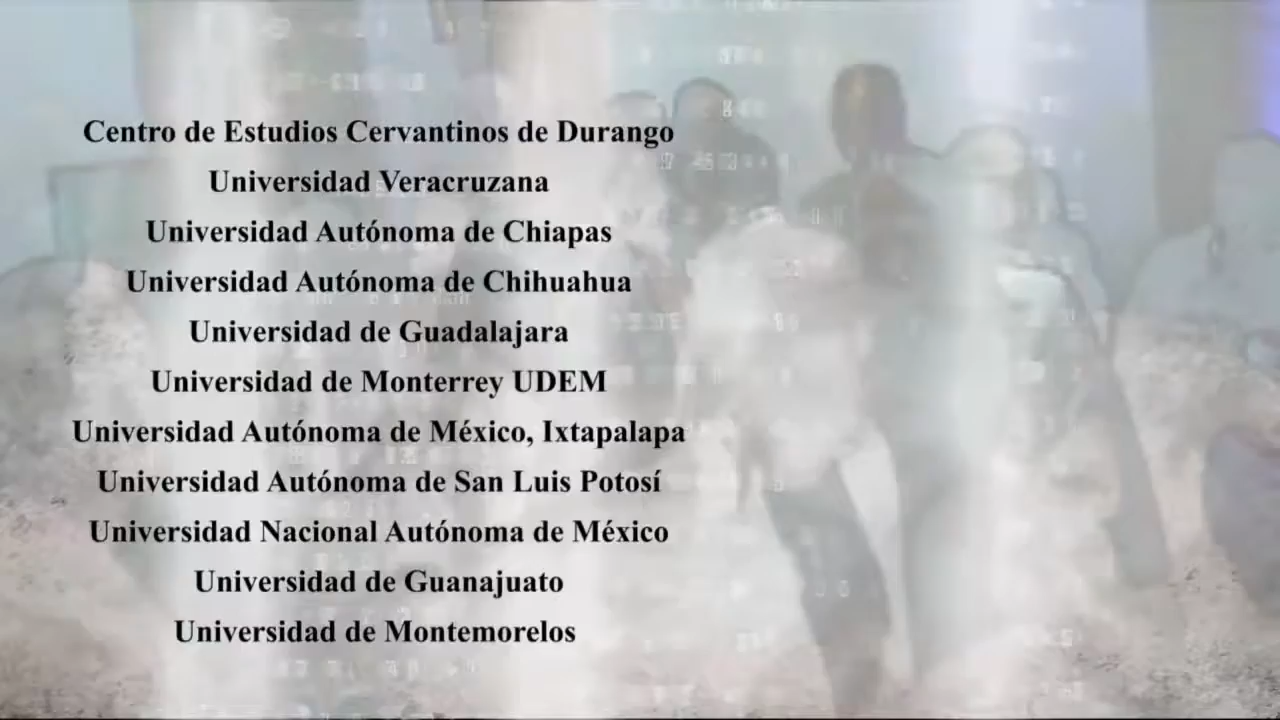 Centro de Estudios Cervantinos de Durango
Universidad Veracruzana
Universidad Autónoma de Chiapas
Universidad Autónoma de Chihuahua
Universidad de Guadalajara
Universidad de Monterrey UDEM
Universidad Autónoma de México, Ixtapalapa
Universidad Autónoma de San Luis Potosí
Universidad Nacional Autónoma de México
Universidad de Guanajuato
Universidad de Montemorelos